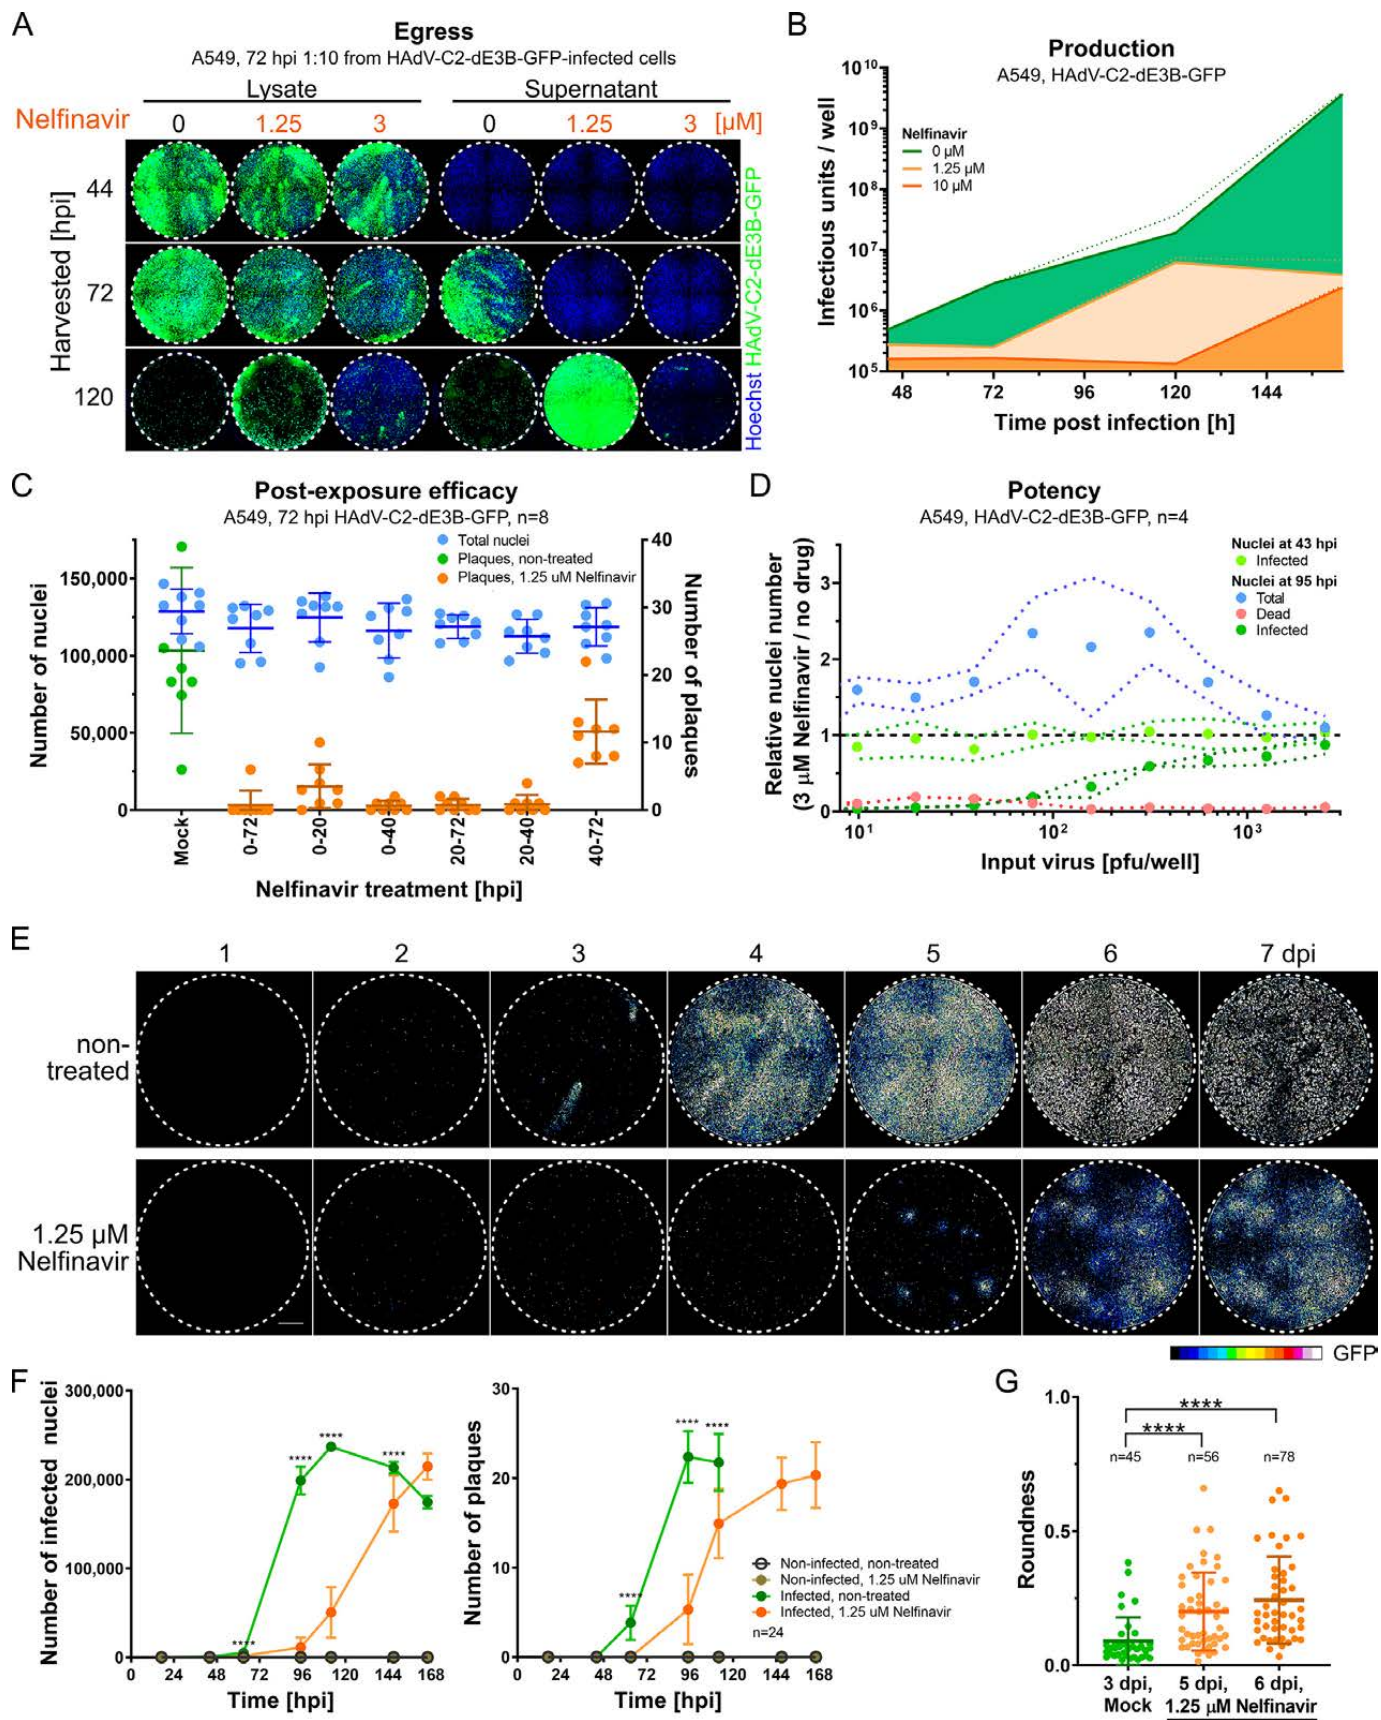 A
Egress
A549, 72 hpi 1:10 from HAdV-C2-dE3B-GFP-infected cells
Lysate Supernatant
Nelfinavir 0 1.25 3 0 1.25 3 [µM]
Harvested [hpi]
44
72
120
Hoechst HAdV-C2-dE3B-GFP
B
Production
A549, HAdV-C2-dE3B-GFP
Infectious units / well
10^10
10^9
10^8
10^7
10^6
10^5
Nelfinavir
0 µM
1.25 µM
10 µM
48 72 96 120 144
Time post infection [h]
C
Post-exposure efficacy
A549, 72 hpi HAdV-C2-dE3B-GFP, n=8
Total nuclei
Plaques, non-treated
Plaques, 1.25 uM Nelfinavir
Number of nuclei
150,000
100,000
50,000
0
Number of plaques
40
30
20
10
0
Mock 0-72 0-20 0-40 20-72 20-40 40-72
Nelfinavir treatment [hpi]
D
Potency
A549, HAdV-C2-dE3B-GFP, n=4
Nuclei at 43 hpi
Infected
Nuclei at 95 hpi
Total
Dead
Infected
Relative nuclei number
(3 µM Nelfinavir / no drug)
3
2
1
0
10^1 10^2 10^3
Input virus [pfu/well]
E
1 2 3 4 5 6 7 dpi
non-
treated
1.25 µM
Nelfinavir
GFP
F
Number of infected nuclei
300,000
200,000
100,000
0
0 24 48 72 96 120 144 168
Time [hpi]
**** **** **** ****
Number of plaques
30
20
10
0
0 24 48 72 96 120 144 168
Time [hpi]
**** **** ****
Non-infected, non-treated
Non-infected, 1.25 uM Nelfinavir
Infected, non-treated
Infected, 1.25 uM Nelfinavir
n=24
G
Roundness
1.0
0.5
0.0
****
****
n=45 n=56 n=78
3 dpi, 5 dpi, 6 dpi,
Mock 1.25 µM Nelfinavir